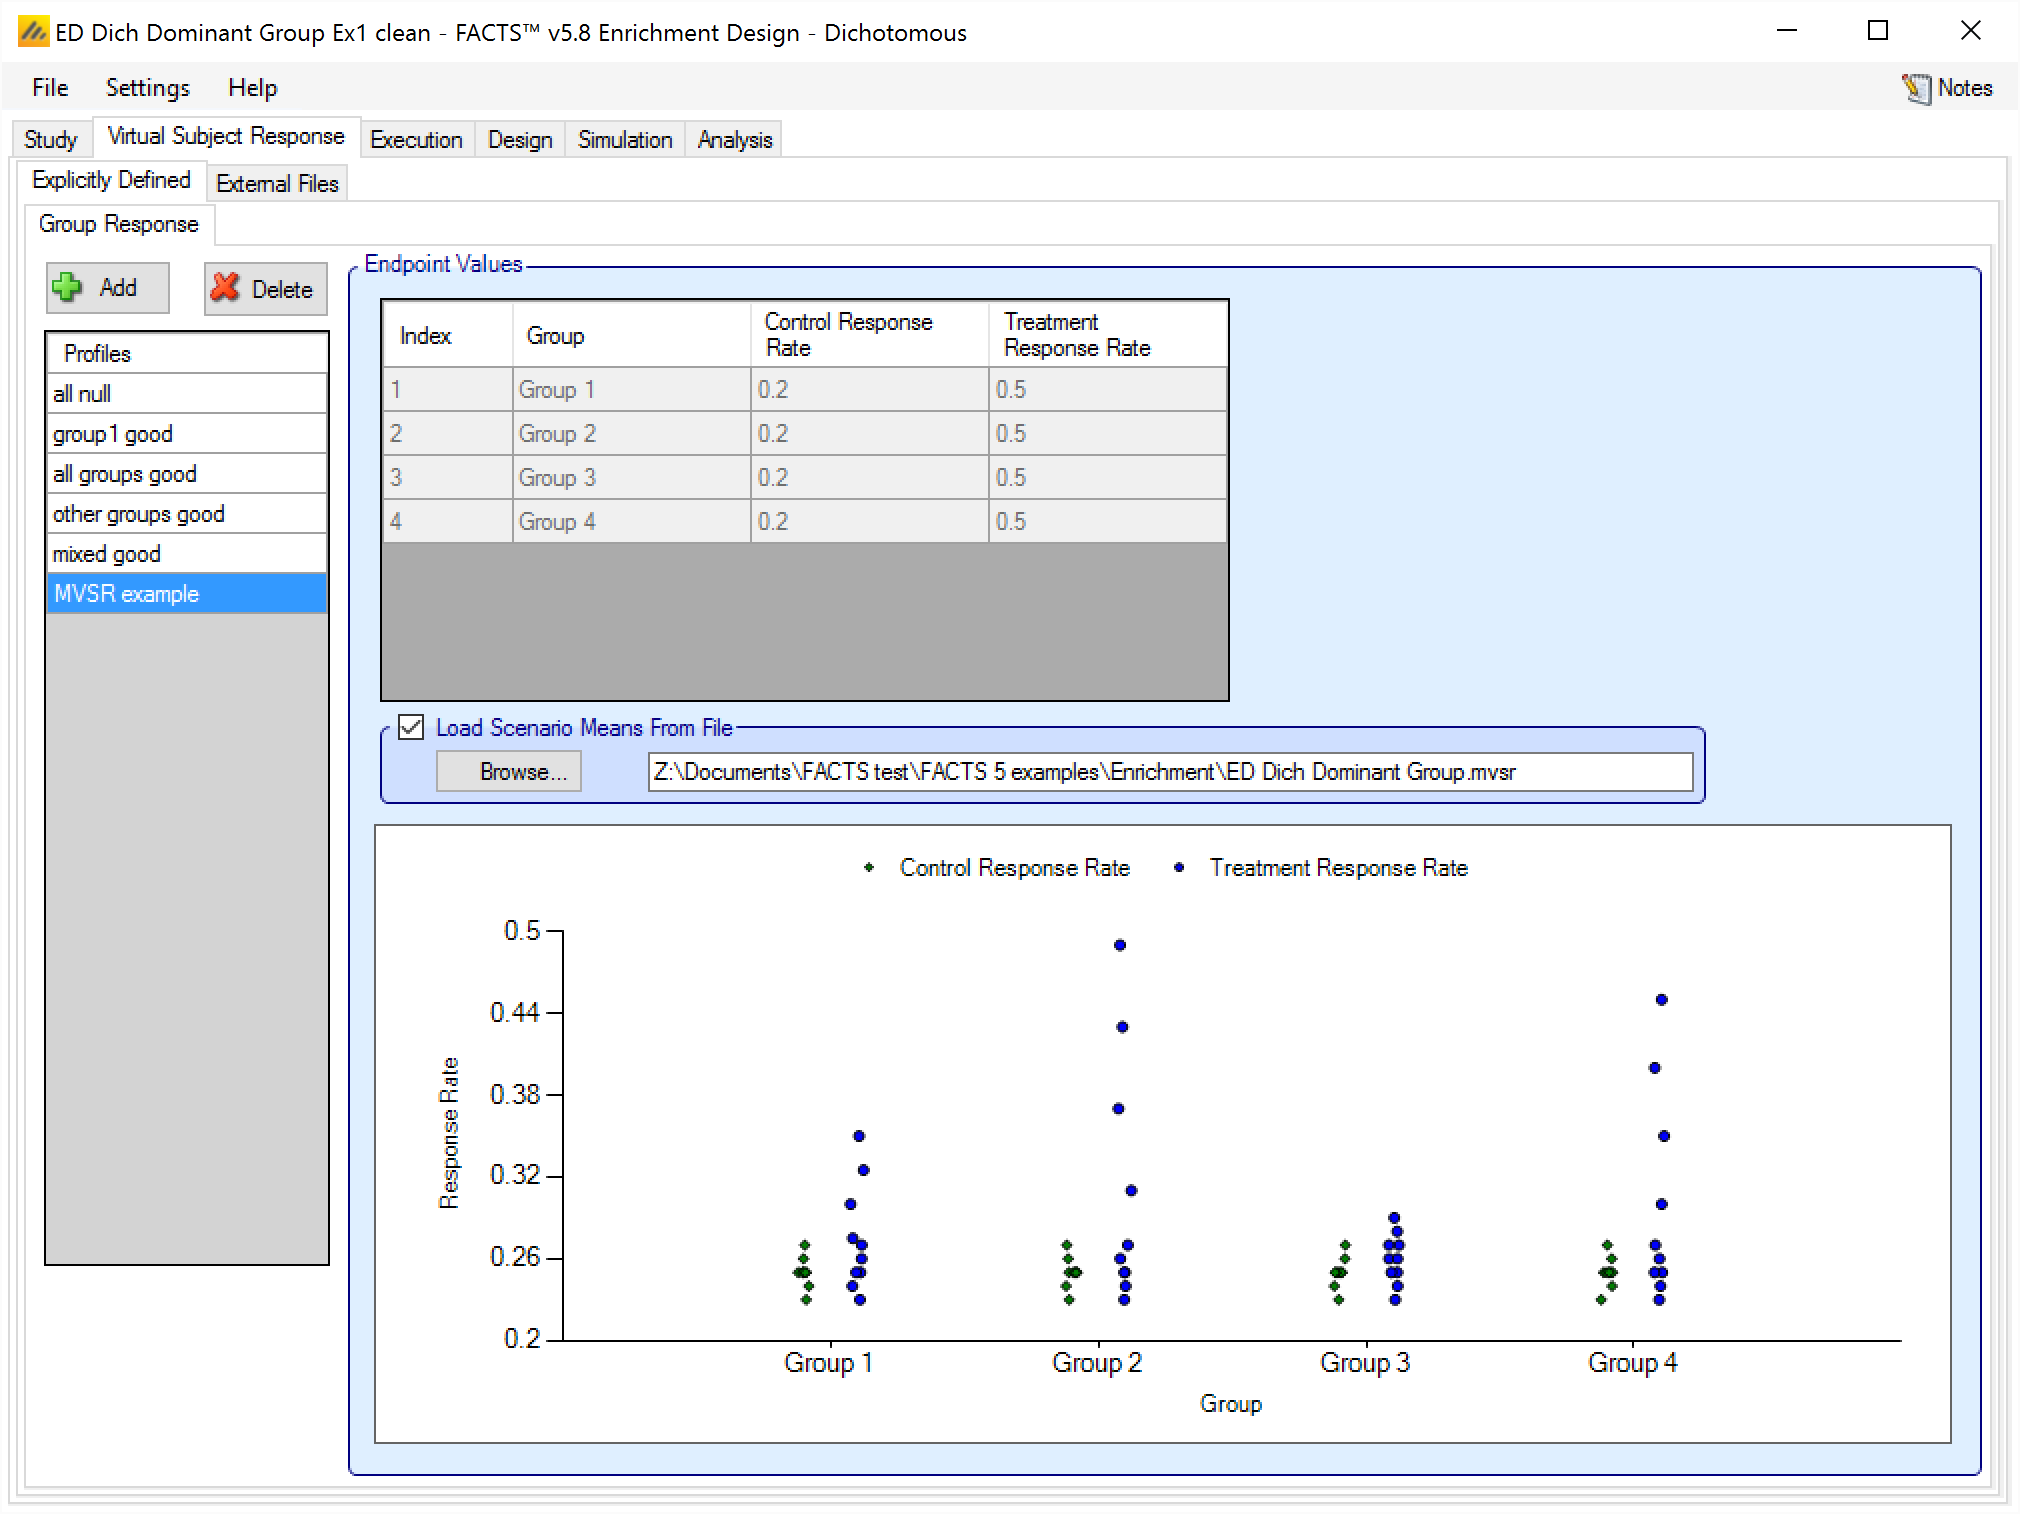 ED Dich Dominant Group Ex1 clean - FACTS™ v5.8 Enrichment Design - Dichotomous
File Settings Help Notes
Study Virtual Subject Response Execution Design Simulation Analysis
Explicitly Defined External Files
Group Response
Add Delete
Profiles
all null
group1 good
all groups good
other groups good
mixed good
MVSR example
Endpoint Values
Index Group Control Response Rate Treatment Response Rate
1 Group 1 0.2 0.5
2 Group 2 0.2 0.5
3 Group 3 0.2 0.5
4 Group 4 0.2 0.5
Load Scenario Means From File
Browse... Z:\Documents\FACTS test\FACTS 5 examples\Enrichment\ED Dich Dominant Group.mvsr
Control Response Rate Treatment Response Rate
0.5
0.44
0.38
0.32
0.26
0.2
Response Rate
Group 1 Group 2 Group 3 Group 4
Group